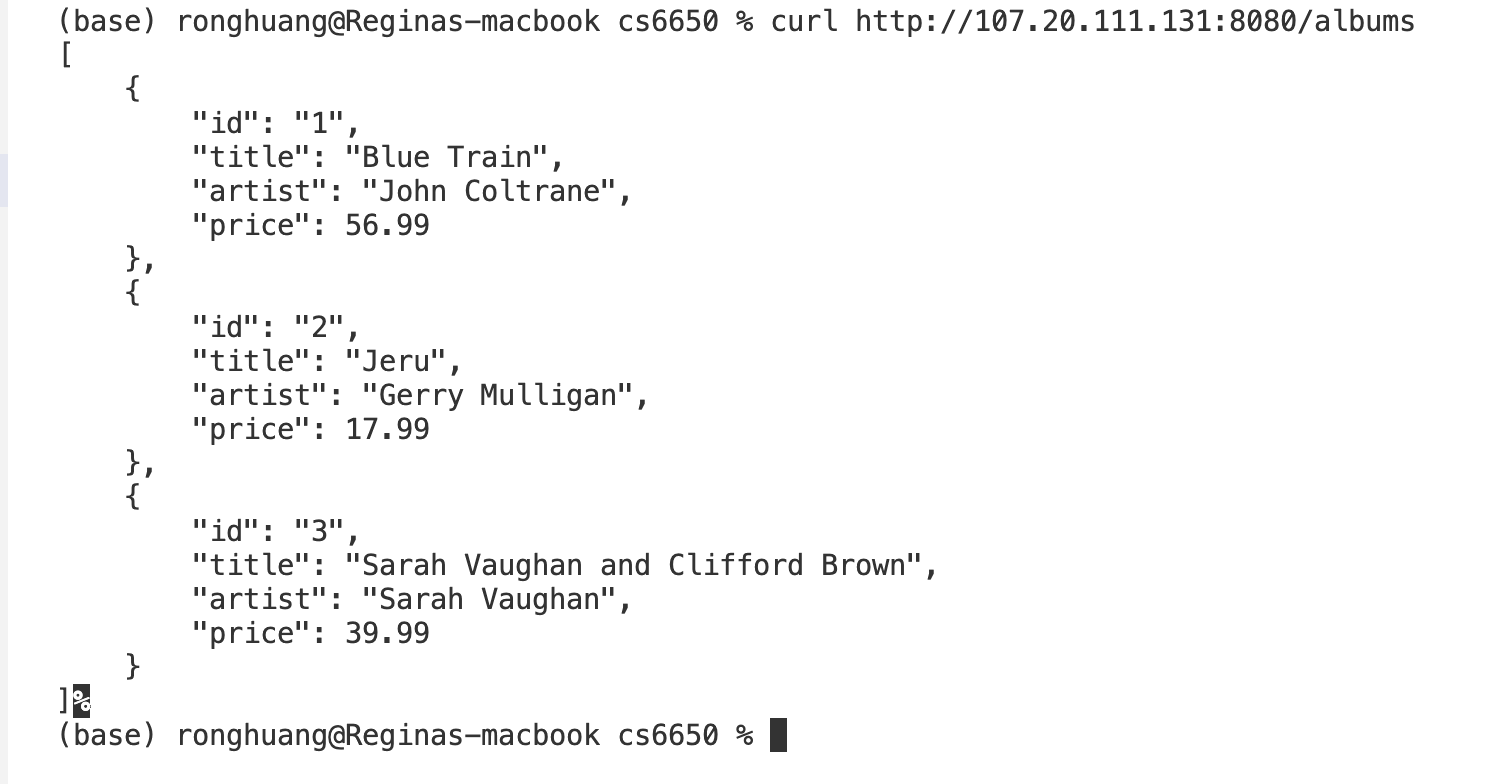 (base) ronghuang@Reginas-macbook cs6650 % curl http://107.20.111.131:8080/albums
[
    {
        "id": "1",
        "title": "Blue Train",
        "artist": "John Coltrane",
        "price": 56.99
    },
    {
        "id": "2",
        "title": "Jeru",
        "artist": "Gerry Mulligan",
        "price": 17.99
    },
    {
        "id": "3",
        "title": "Sarah Vaughan and Clifford Brown",
        "artist": "Sarah Vaughan",
        "price": 39.99
    }
]%
(base) ronghuang@Reginas-macbook cs6650 %